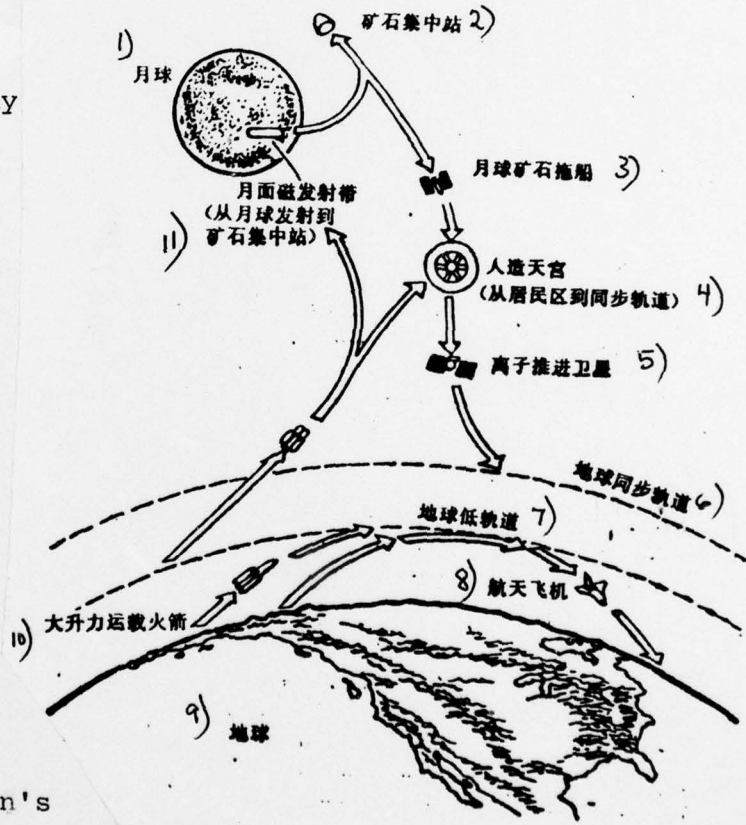 1)
月球
矿石集中站 2)
y
月球矿石拖船 3)
月面磁发射带
(从月球发射到
矿石集中站)
11)
人造天宫
(从居民区到同步轨道) 4)
离子推进卫星 5)
地球同步轨道 6)
地球低轨道 7)
8) 航天飞机
10) 大升力运载火箭
9) 地球
n's